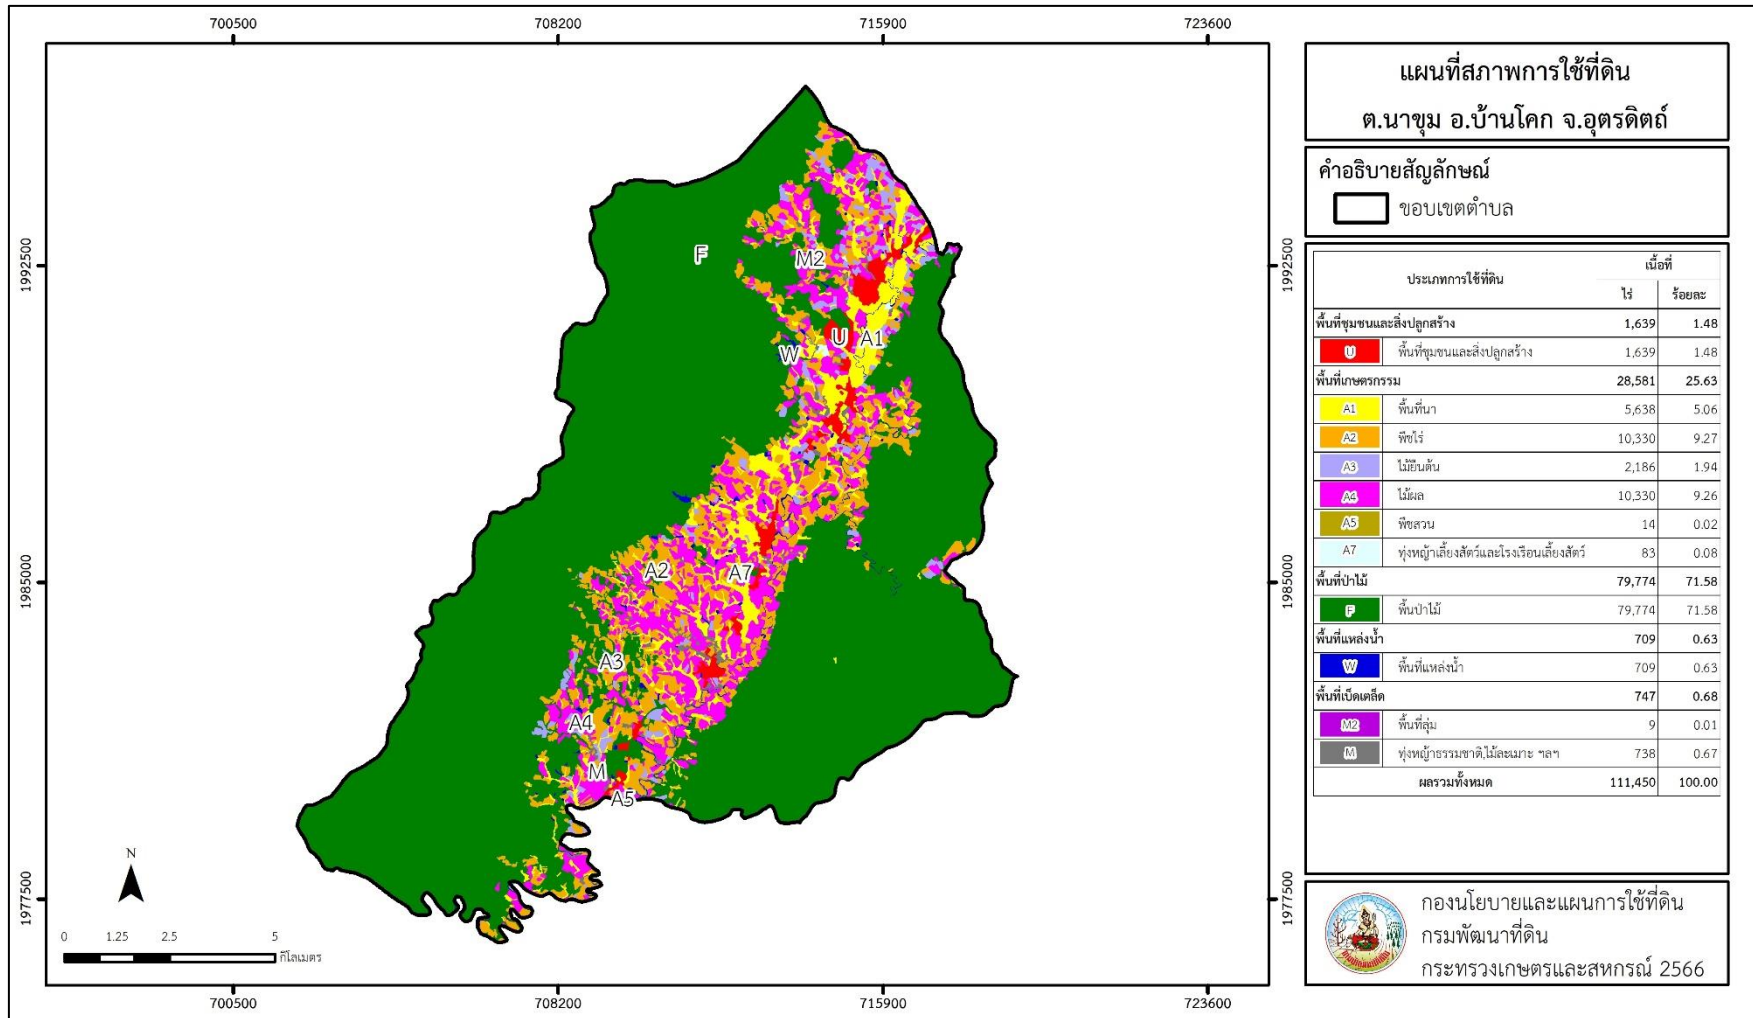 700500 708200 715900 723600
1992500 1992500
1985000 1985000
1977500 1977500
700500 708200 715900 723600
F
M2
U
A1
W
A2
A7
A3
A4
M
A5
N
0 1.25 2.5 5
กิโลเมตร
แผนที่สภาพการใช้ที่ดิน
ต.นาขุม อ.บ้านโคก จ.อุตรดิตถ์
คำอธิบายสัญลักษณ์
ขอบเขตตำบล
ประเภทการใช้ที่ดิน เนื้อที่
ไร่ ร้อยละ
พื้นที่ชุมชนและสิ่งปลูกสร้าง 1,639 1.48
U พื้นที่ชุมชนและสิ่งปลูกสร้าง 1,639 1.48
พื้นที่เกษตรกรรม 28,581 25.63
A1 พื้นที่นา 5,638 5.06
A2 พืชไร่ 10,330 9.27
A3 ไม้ยืนต้น 2,186 1.94
A4 ไม้ผล 10,330 9.26
A5 พืชสวน 14 0.02
A7 ทุ่งหญ้าเลี้ยงสัตว์และโรงเรือนเลี้ยงสัตว์ 83 0.08
พื้นที่ป่าไม้ 79,774 71.58
F พื้นป่าไม้ 79,774 71.58
พื้นที่แหล่งน้ำ 709 0.63
W พื้นที่แหล่งน้ำ 709 0.63
พื้นที่เบ็ดเตล็ด 747 0.68
M2 พื้นที่ลุ่ม 9 0.01
M ทุ่งหญ้าธรรมชาติ,ไม้ละเมาะ ฯลฯ 738 0.67
ผลรวมทั้งหมด 111,450 100.00
กองนโยบายและแผนการใช้ที่ดิน
กรมพัฒนาที่ดิน
กระทรวงเกษตรและสหกรณ์ 2566